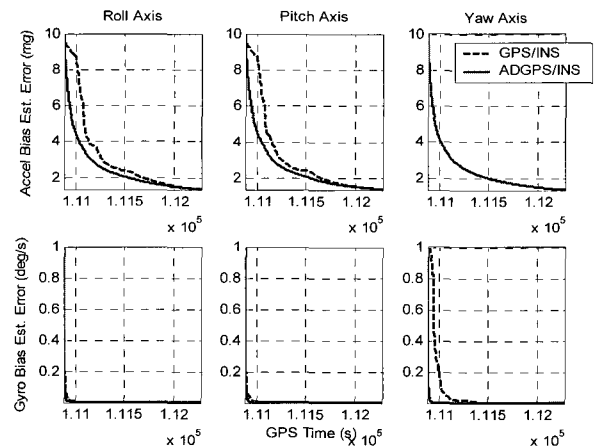 Roll Axis
Pitch Axis
Yaw Axis
Accel Bias Est. Error (mg)
10
8
6
4
2
1.11 1.115 1.12
x 10^5
10
8
6
4
2
1.11 1.115 1.12
x 10^5
10
8
6
4
2
1.11 1.115 1.12
x 10^5
GPS/INS
ADGPS/INS
Gyro Bias Est. Error (deg/s)
1
0.8
0.6
0.4
0.2
1.11 1.115 1.12
x 10^5
1
0.8
0.6
0.4
0.2
1.11 1.115 1.12
GPS Time (s)
x 10^5
1
0.8
0.6
0.4
0.2
1.11 1.115 1.12
x 10^5